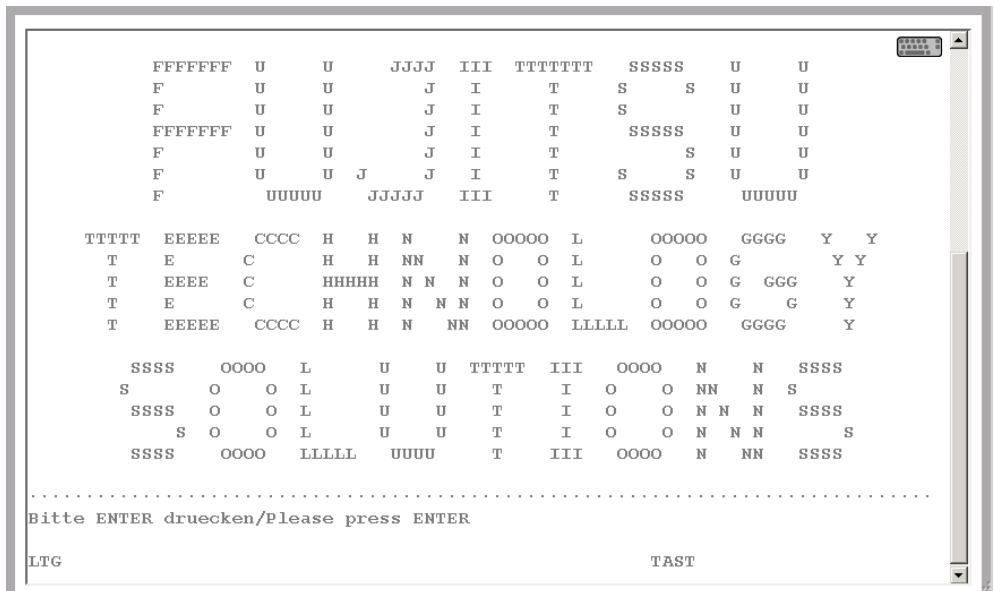 FUJITSU
TECHNOLOGY
SOLUTIONS
Bitte ENTER druecken/Please press ENTER
LTG TAST